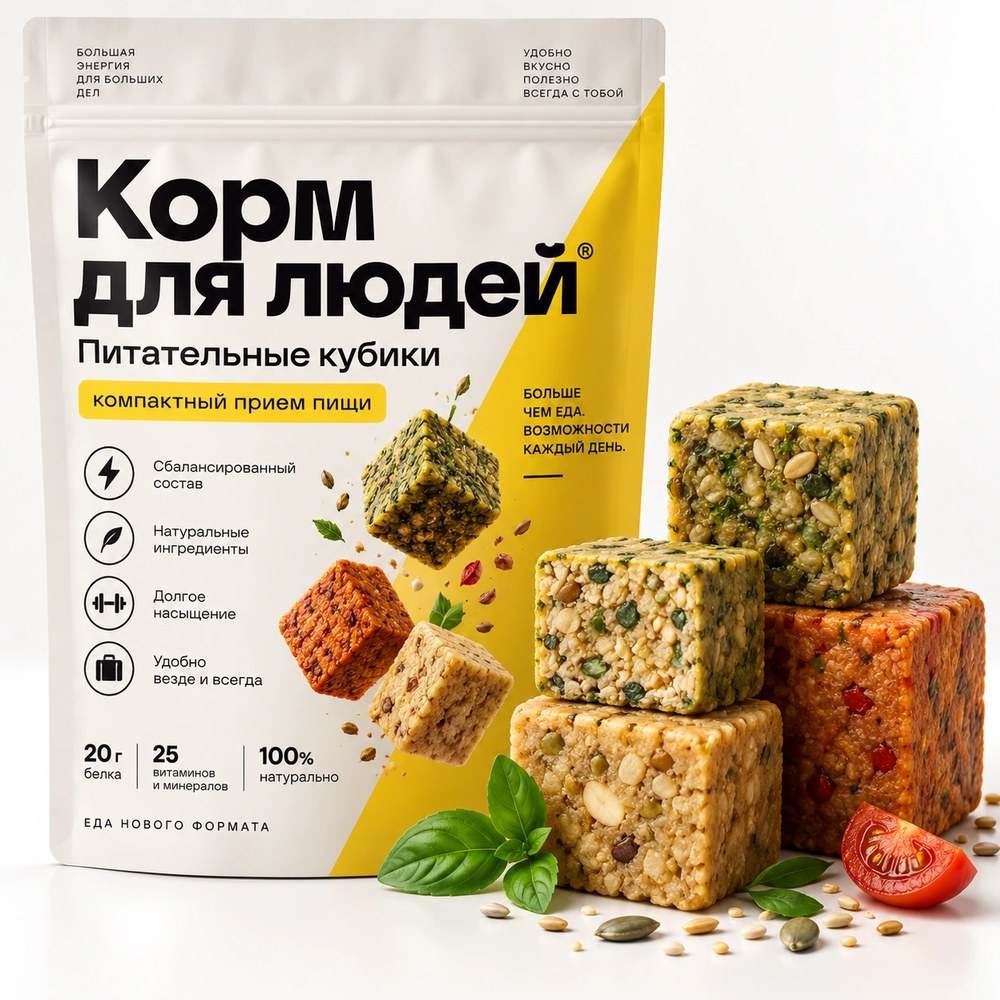 БОЛЬШАЯ
ЭНЕРГИЯ
ДЛЯ БОЛЬШИХ
ДЕЛ
УДОБНО
ВКУСНО
ПОЛЕЗНО
ВСЕГДА С ТОБОЙ
Корм
для людей®
Питательные кубики
компактный прием пищи
БОЛЬШЕ
ЧЕМ ЕДА.
ВОЗМОЖНОСТИ
КАЖДЫЙ ДЕНЬ.
Сбалансированный
состав
Натуральные
ингредиенты
Долгое
насыщение
Удобно
везде и всегда
20 г
белка
25
витаминов
и минералов
100%
натурально
ЕДА НОВОГО ФОРМАТА